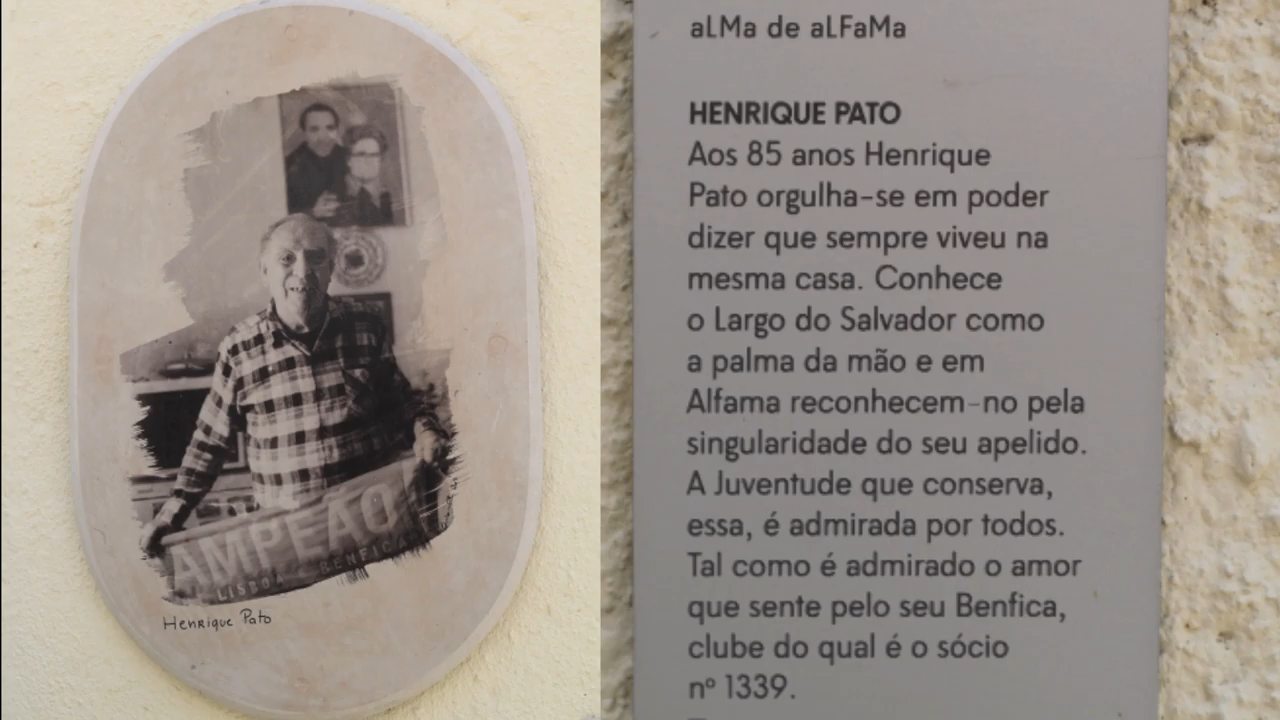 AMPEÃO
LISBOA BENFICA
Henrique Pato
aLMa de aLFaMa
HENRIQUE PATO
Aos 85 anos Henrique
Pato orgulha-se em poder
dizer que sempre viveu na
mesma casa. Conhece
o Largo do Salvador como
a palma da mão e em
Alfama reconhecem-no pela
singularidade do seu apelido.
A Juventude que conserva,
essa, é admirada por todos.
Tal como é admirado o amor
que sente pelo seu Benfica,
clube do qual é o sócio
nº 1339.